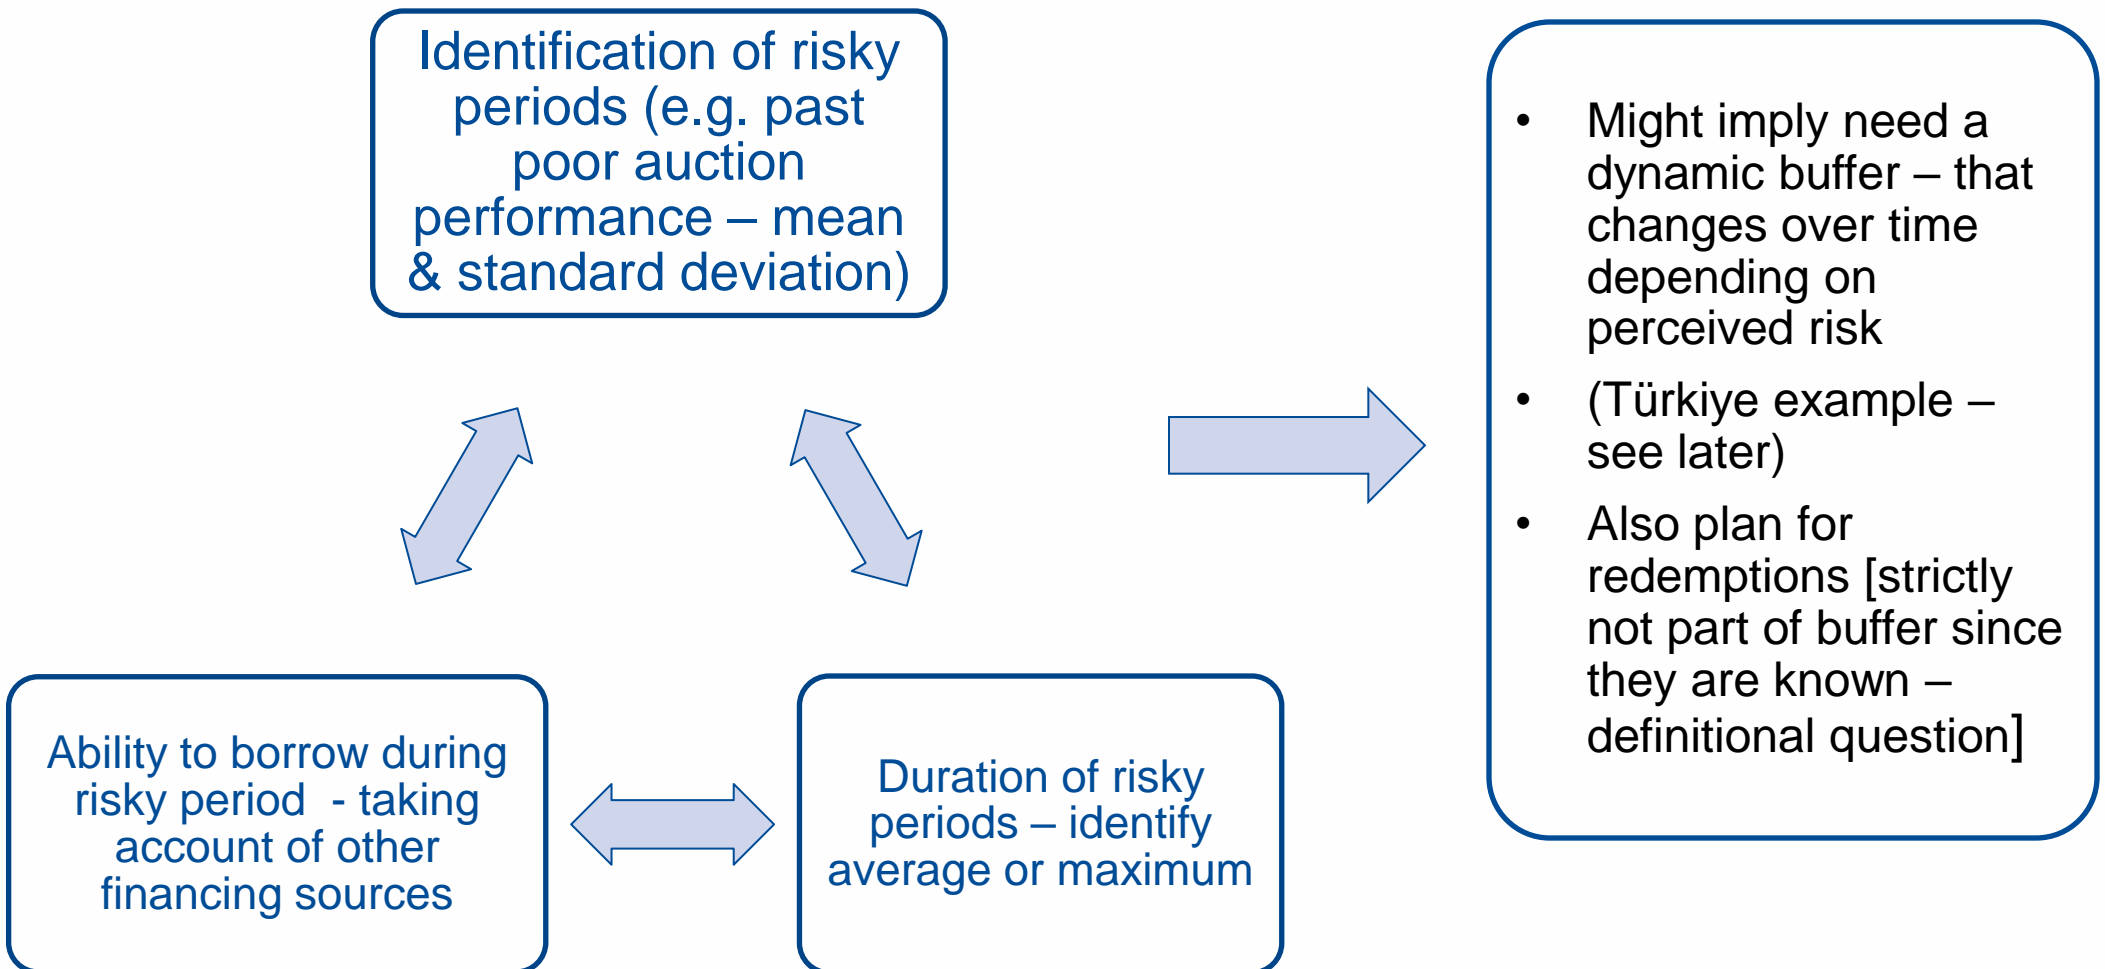 Identification of risky
periods (e.g. past
poor auction
performance – mean
& standard deviation)
Ability to borrow during
risky period  - taking
account of other
financing sources
Duration of risky
periods – identify
average or maximum
• Might imply need a
dynamic buffer – that
changes over time
depending on
perceived risk
• (Türkiye example –
see later)
• Also plan for
redemptions [strictly
not part of buffer since
they are known –
definitional question]